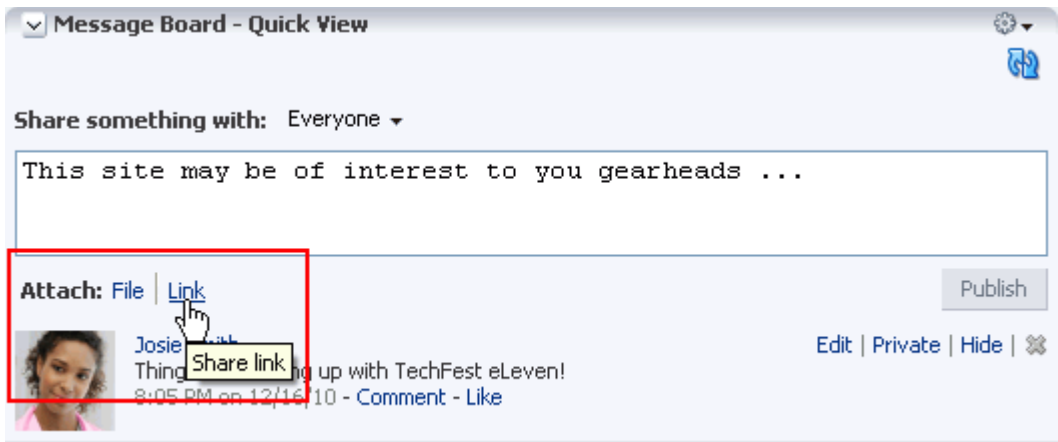 Message Board - Quick View
Share something with: Everyone
This site may be of interest to you gearheads ...
Attach: File | Link
Publish
Josie
Edit | Private | Hide |
Share link
up with TechFest eLeven!
8:05 PM on 12/16/10 - Comment - Like